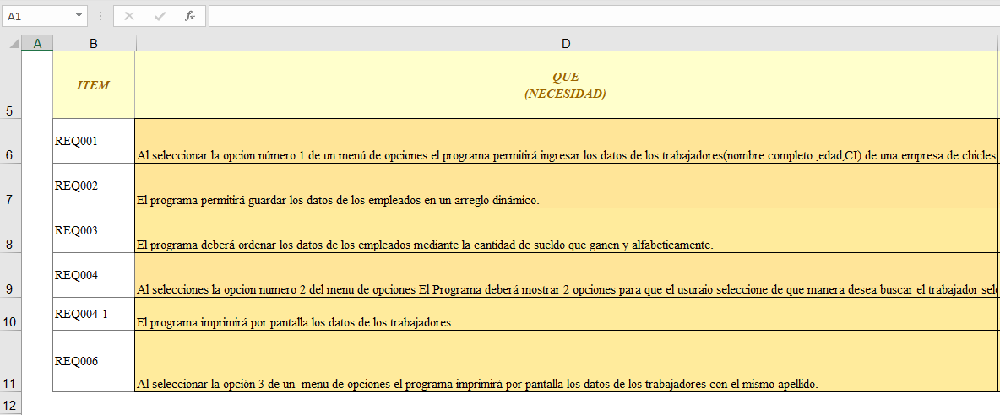 A1
fx
A B D
5 ITEM QUE
(NECESIDAD)
6 REQ001 Al seleccionar la opcion número 1 de un menú de opciones el programa permitirá ingresar los datos de los trabajadores(nombre completo ,edad,CI) de una empresa de chicles.
7 REQ002 El programa permitirá guardar los datos de los empleados en un arreglo dinámico.
8 REQ003 El programa deberá ordenar los datos de los empleados mediante la cantidad de sueldo que ganen y alfabeticamente.
9 REQ004 Al selecciones la opcion numero 2 del menu de opciones El Programa deberá mostrar 2 opciones para que el usuraio seleccione de que manera desea buscar el trabajador sele
10 REQ004-1 El programa imprimirá por pantalla los datos de los trabajadores.
11 REQ006 Al seleccionar la opción 3 de un  menu de opciones el programa imprimirá por pantalla los datos de los trabajadores con el mismo apellido.
12